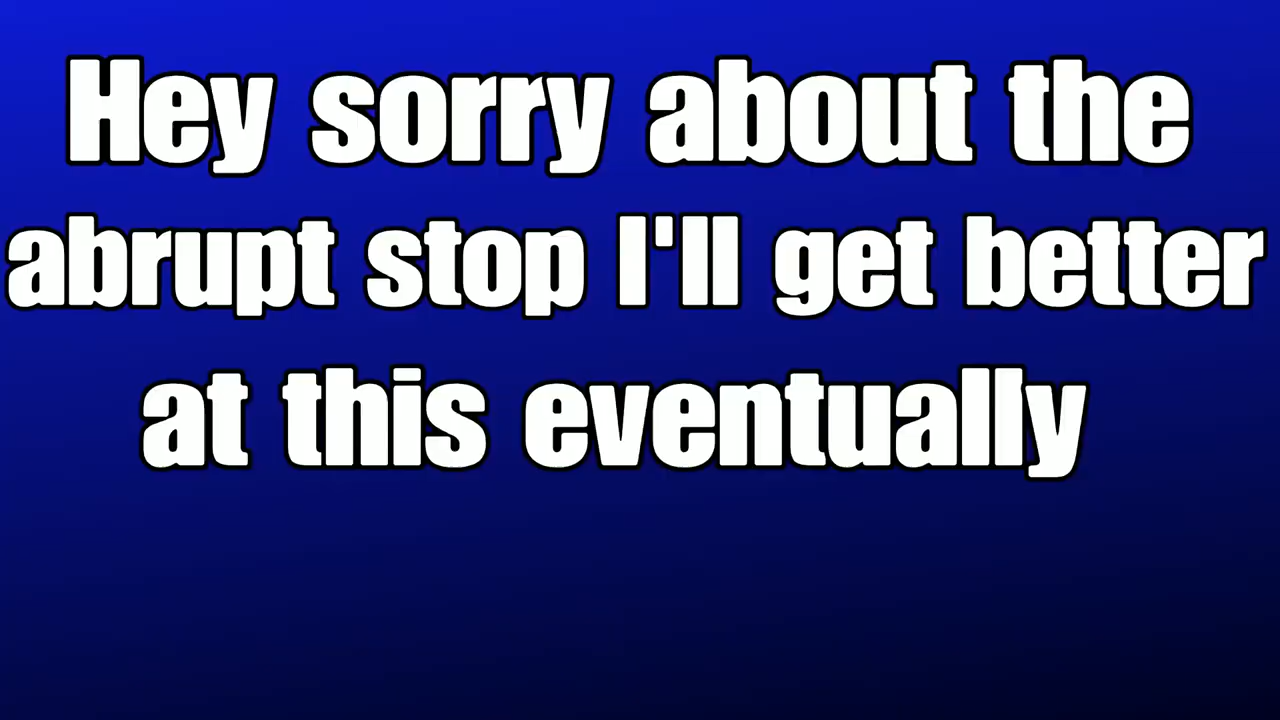 Hey sorry about the
abrupt stop I'll get better
at this eventually